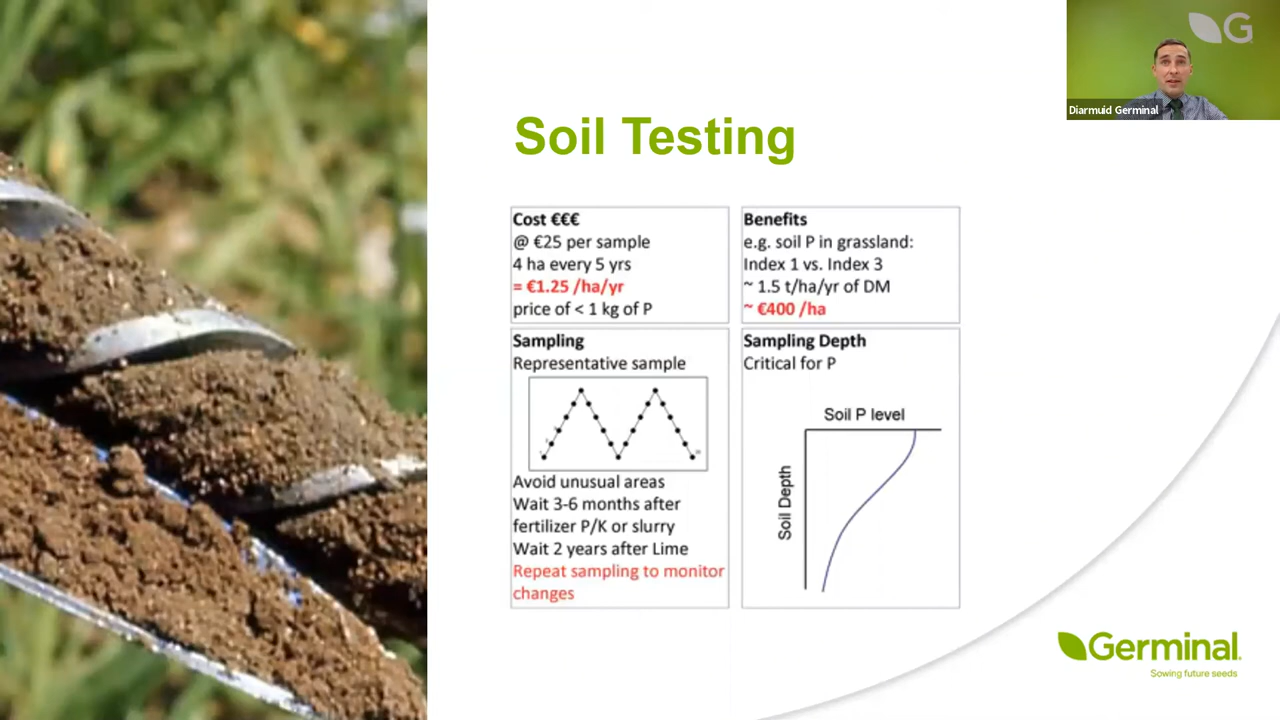 G
Diarmuid Germinal
Soil Testing
Cost €€€
@ €25 per sample
4 ha every 5 yrs
= €1.25 /ha/yr
price of < 1 kg of P
Benefits
e.g. soil P in grassland:
Index 1 vs. Index 3
~ 1.5 t/ha/yr of DM
~ €400 /ha
Sampling
Representative sample
Avoid unusual areas
Wait 3-6 months after
fertilizer P/K or slurry
Wait 2 years after Lime
Repeat sampling to monitor
changes
Sampling Depth
Critical for P
Soil P level
Soil Depth
Germinal
Sowing future seeds